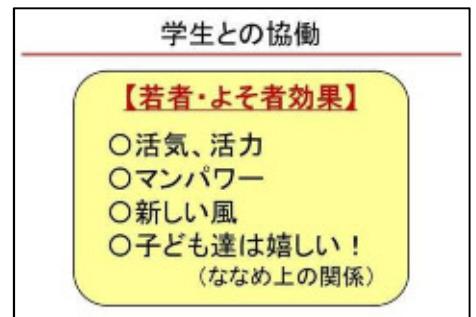 学生との協働
【若者・よそ者効果】
○活気、活力
○マンパワー
○新しい風
○子ども達は嬉しい！
（ななめ上の関係）